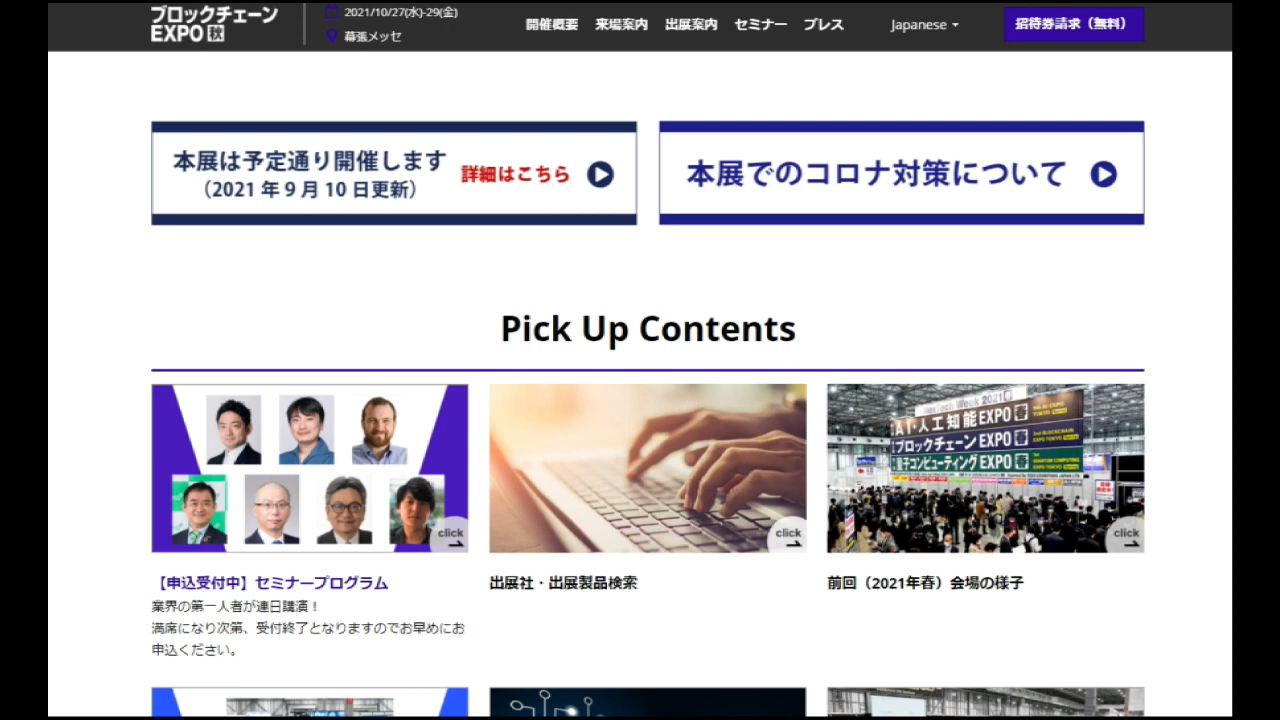 ブロックチェーン
EXPO 秋
2021/10/27(水)-29(金)
幕張メッセ
開催概要 来場案内 出展案内 セミナー プレス
Japanese
招待券請求（無料）
本展は予定通り開催します
（2021年9月10日更新）
詳細はこちら
本展でのコロナ対策について
Pick Up Contents
click
click
click
AI・人工知能EXPO
ブロックチェーンEXPO
量子コンピューティングEXPO
【申込受付中】セミナープログラム
業界の第一人者が連日講演！
満席になり次第、受付終了となりますのでお早めにお
申込ください。
出展社・出展製品検索
前回（2021年春）会場の様子